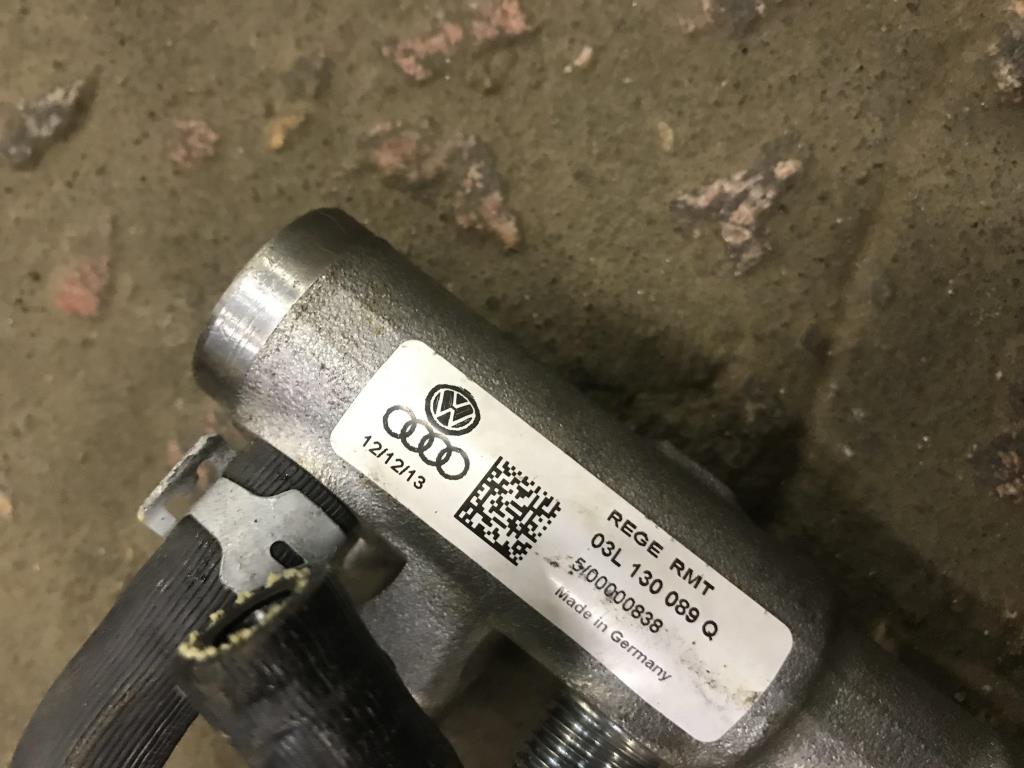 12/12/13
REGE RMT
03L 130 089 Q
5/00000838
Made in Germany